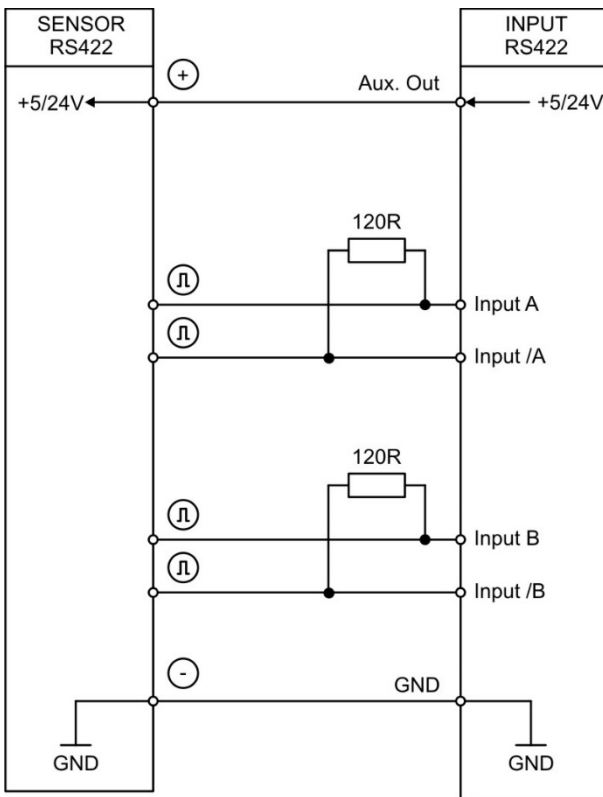 SENSOR
RS422
INPUT
RS422
+
Aux. Out
+5/24V
+5/24V
120R
Input A
Input /A
120R
Input B
Input /B
-
GND
GND
GND